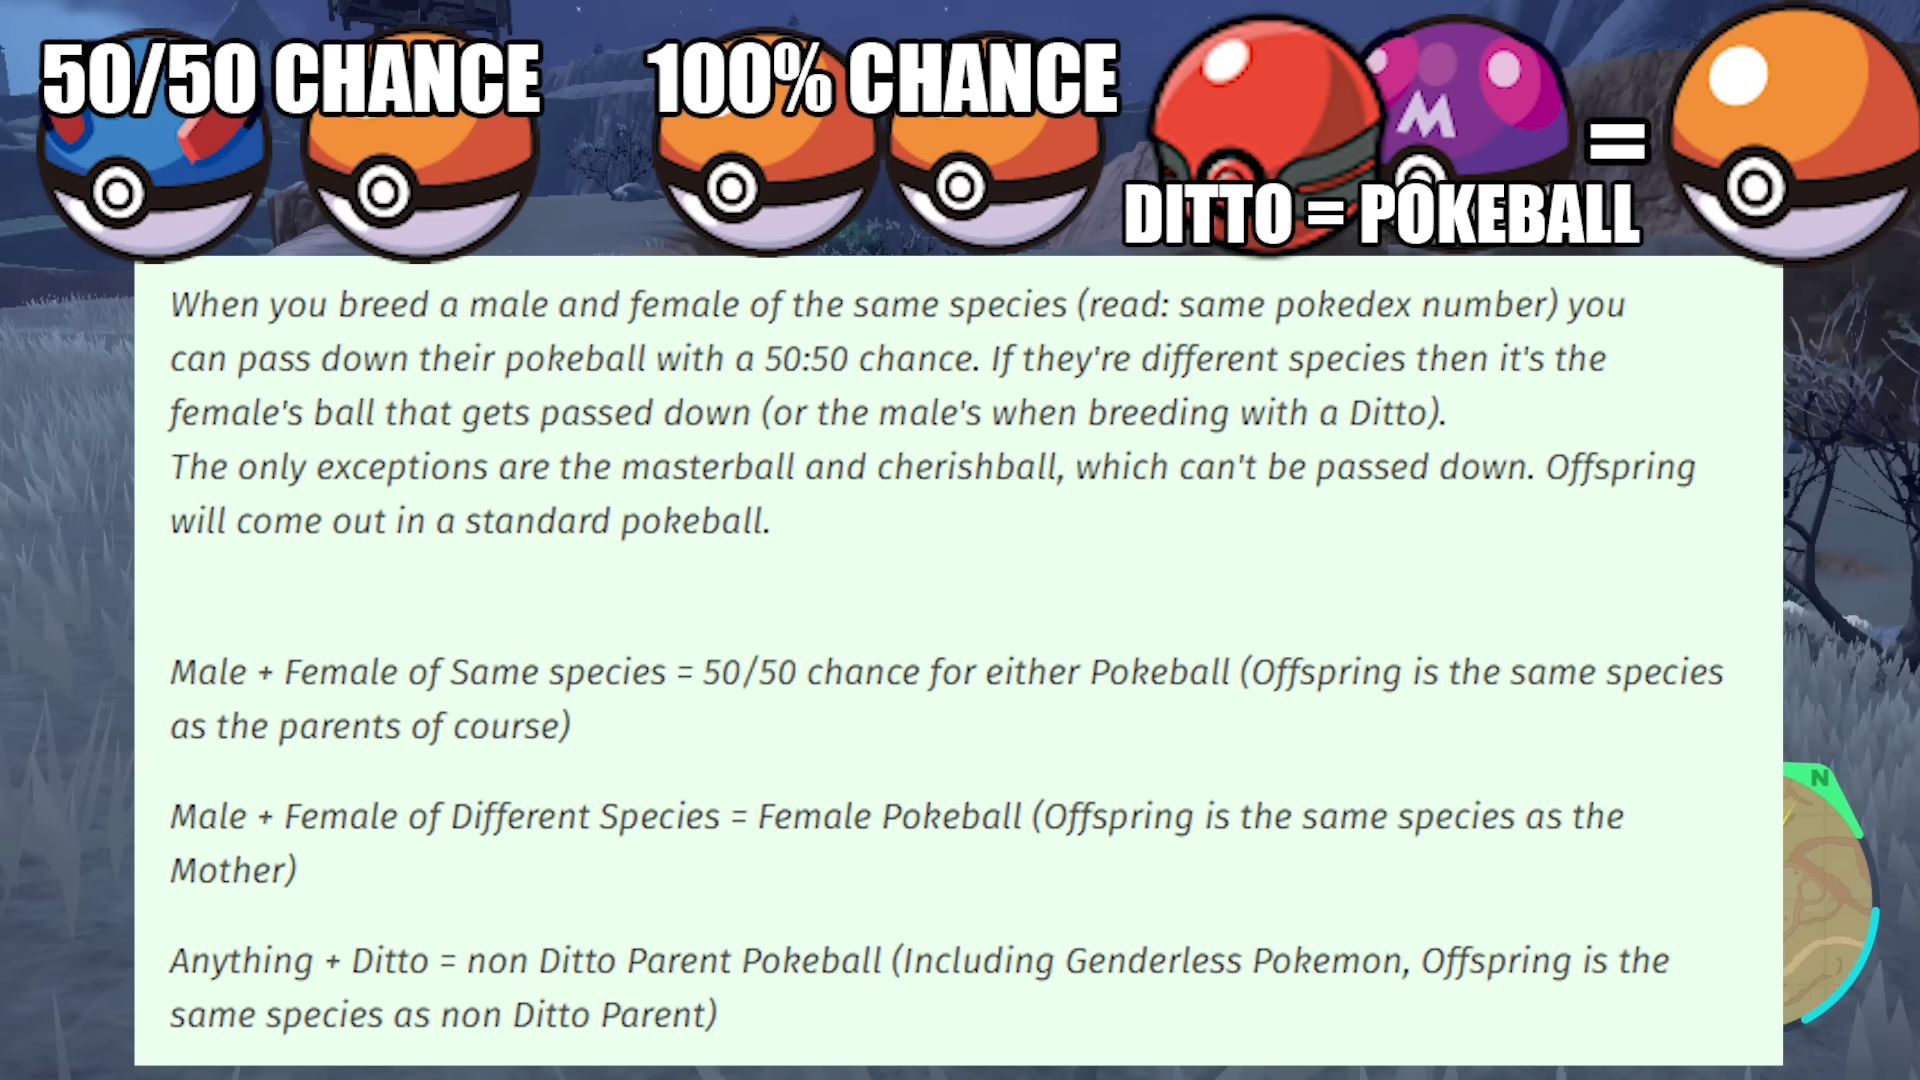 50/50 CHANCE
100% CHANCE
M
=
DITTO = POKEBALL
When you breed a male and female of the same species (read: same pokedex number) you
can pass down their pokeball with a 50:50 chance. If they're different species then it's the
female's ball that gets passed down (or the male's when breeding with a Ditto).
The only exceptions are the masterball and cherishball, which can't be passed down. Offspring
will come out in a standard pokeball.
Male + Female of Same species = 50/50 chance for either Pokeball (Offspring is the same species
as the parents of course)
Male + Female of Different Species = Female Pokeball (Offspring is the same species as the
Mother)
Anything + Ditto = non Ditto Parent Pokeball (Including Genderless Pokemon, Offspring is the
same species as non Ditto Parent)
N